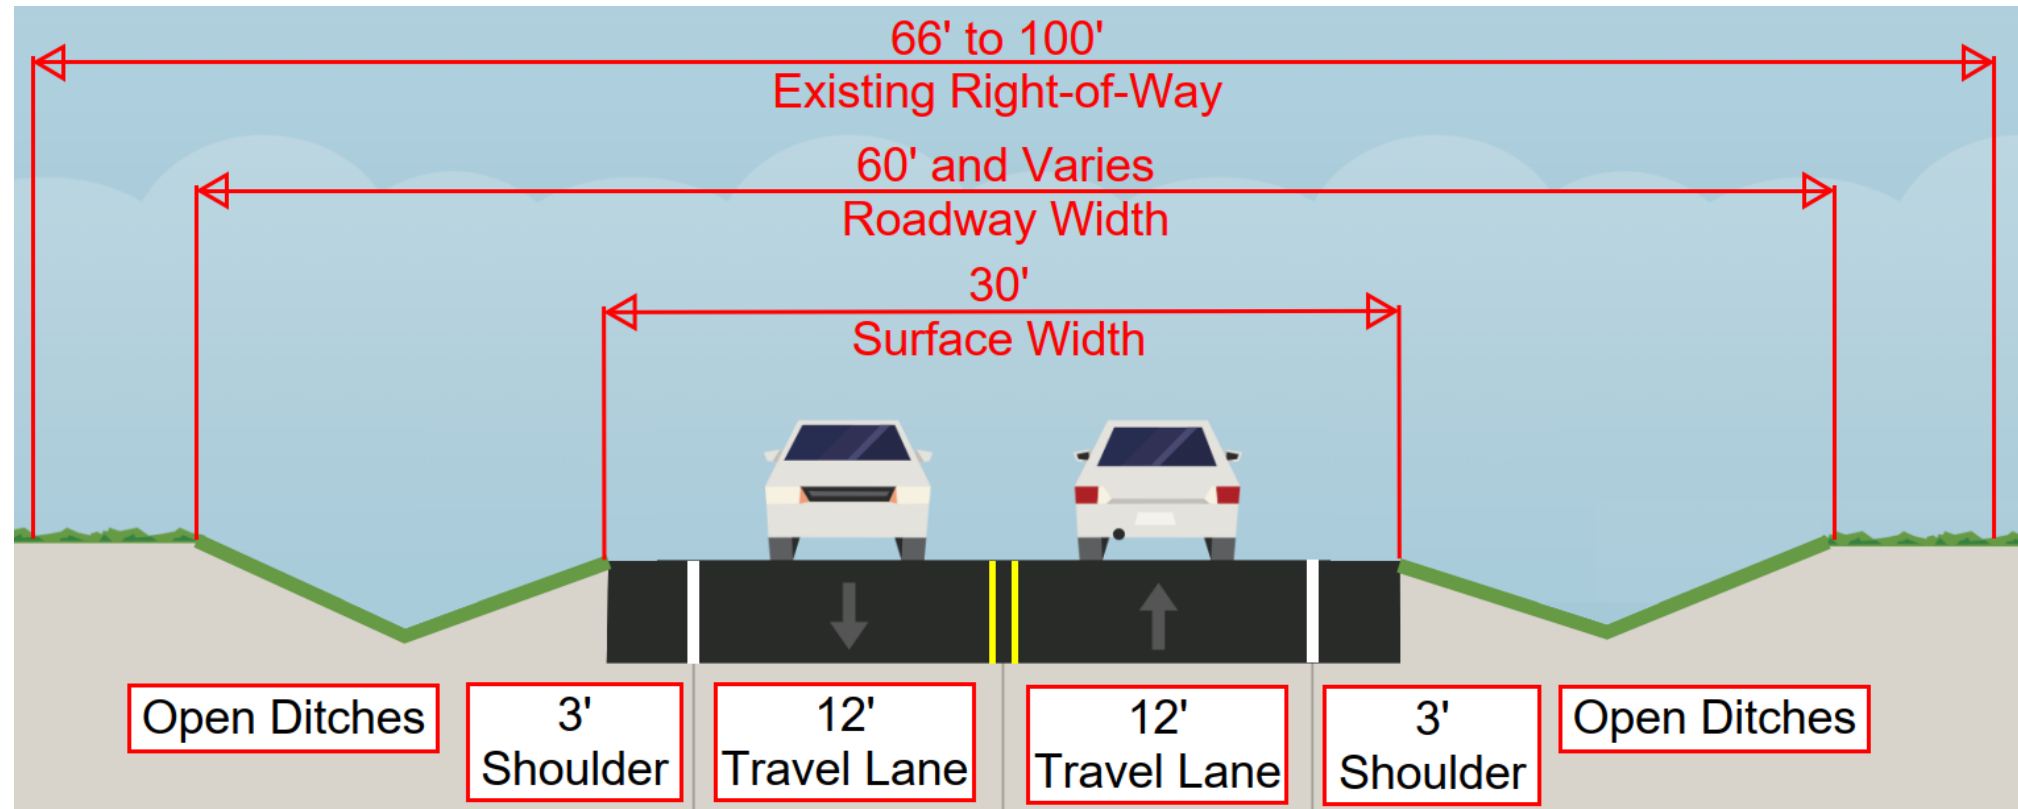 66' to 100'
Existing Right-of-Way
60' and Varies
Roadway Width
30'
Surface Width
Open Ditches
3'
Shoulder
12'
Travel Lane
12'
Travel Lane
3'
Shoulder
Open Ditches